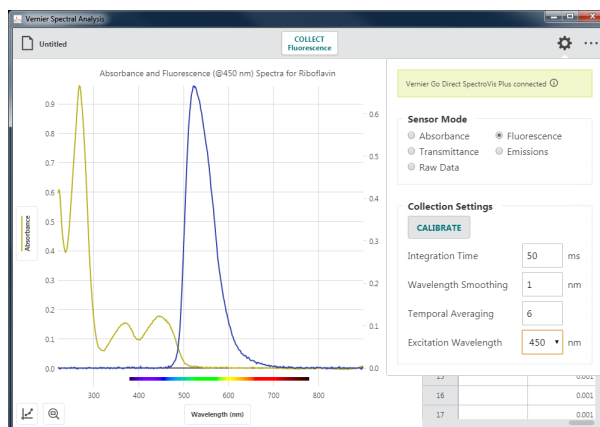 Vernier Spectral Analysis
Untitled
COLLECT
Fluorescence
Absorbance and Fluorescence (@450 nm) Spectra for Riboflavin
0.9
0.8
0.7
0.6
0.5
0.4
0.3
0.2
0.1
0.0
Absorbance
0.6
0.5
0.4
0.3
0.2
0.1
0.0
300
400
500
600
700
800
Wavelength (nm)
Vernier Go Direct SpectroVis Plus connected
Sensor Mode
Absorbance Fluorescence
Transmittance Emissions
Raw Data
Collection Settings
CALIBRATE
Integration Time 50 ms
Wavelength Smoothing 1 nm
Temporal Averaging 6
Excitation Wavelength 450 nm
15 0.001
16 0.001
17 0.001